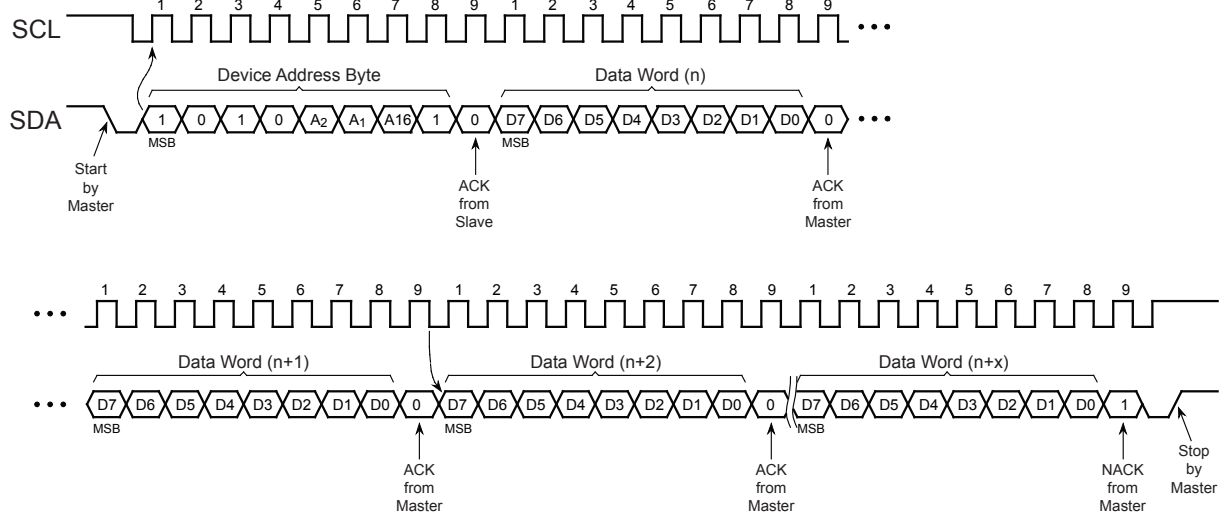 1 2 3 4 5 6 7 8 9 1 2 3 4 5 6 7 8 9
SCL
Device Address Byte Data Word (n)
SDA 1 0 1 0 A2 A1 A16 1 0 D7 D6 D5 D4 D3 D2 D1 D0 0
MSB MSB
Start
by
Master
ACK
from
Slave
ACK
from
Master
1 2 3 4 5 6 7 8 9 1 2 3 4 5 6 7 8 9 1 2 3 4 5 6 7 8 9
Data Word (n+1) Data Word (n+2) Data Word (n+x)
D7 D6 D5 D4 D3 D2 D1 D0 0 D7 D6 D5 D4 D3 D2 D1 D0 0 D7 D6 D5 D4 D3 D2 D1 D0 1
MSB MSB MSB
ACK
from
Master
ACK
from
Master
NACK
from
Master
Stop
by
Master